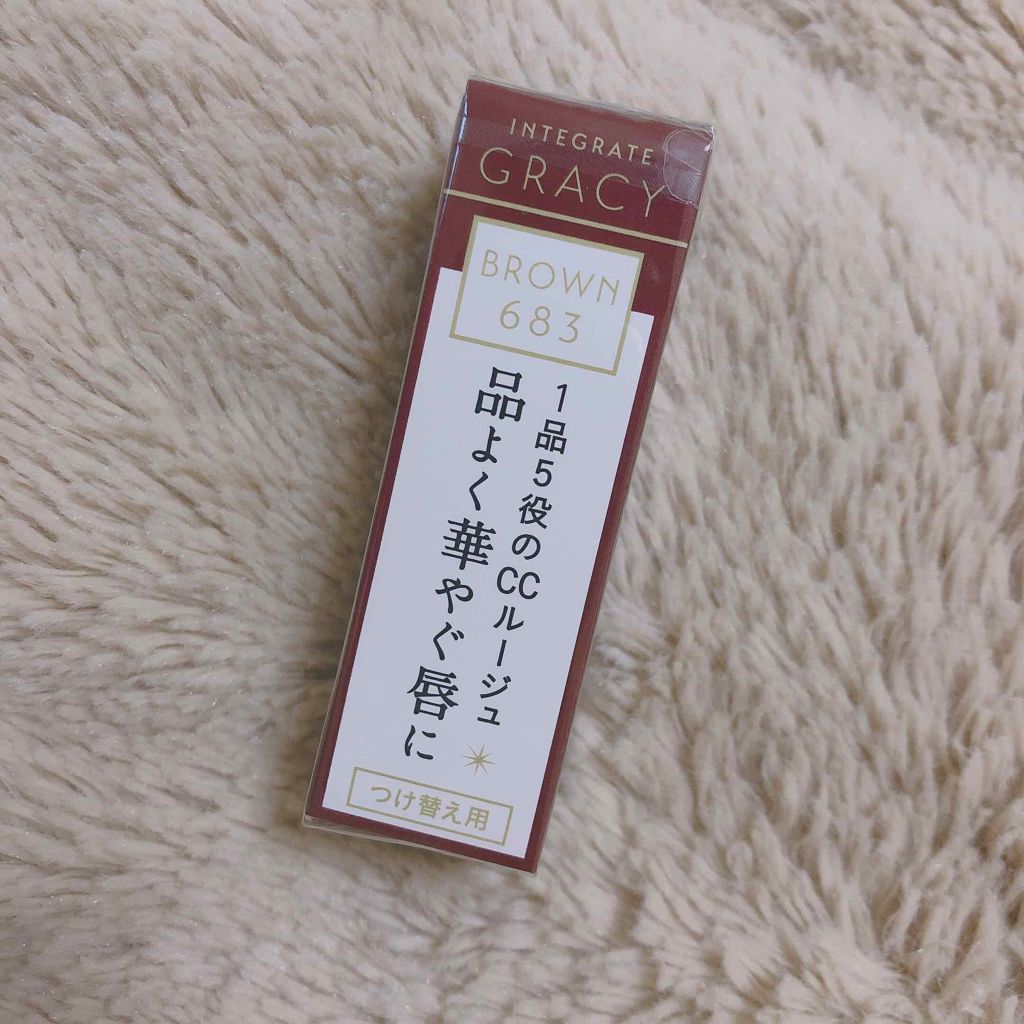 INTEGRATE
GRACY
BROWN
683
1品5役のCCルージュ
品よく華やぐ唇に
つけ替え用